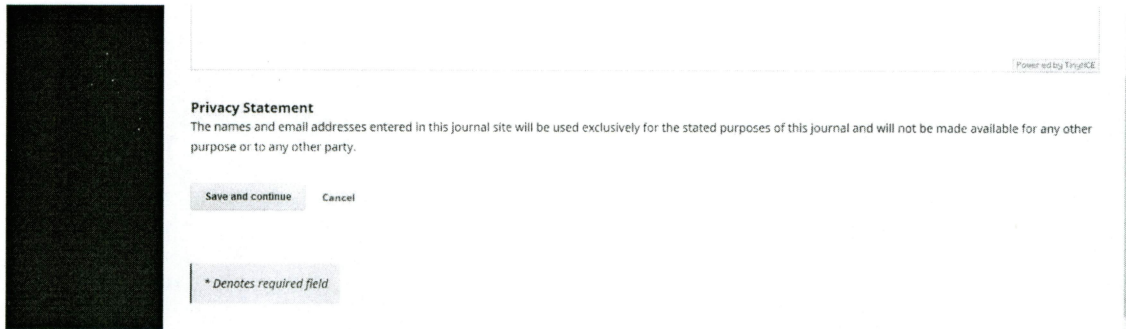 Powered by TinyMCE
Privacy Statement
The names and email addresses entered in this journal site will be used exclusively for the stated purposes of this journal and will not be made available for any other
purpose or to any other party.
Save and continue Cancel
* Denotes required field